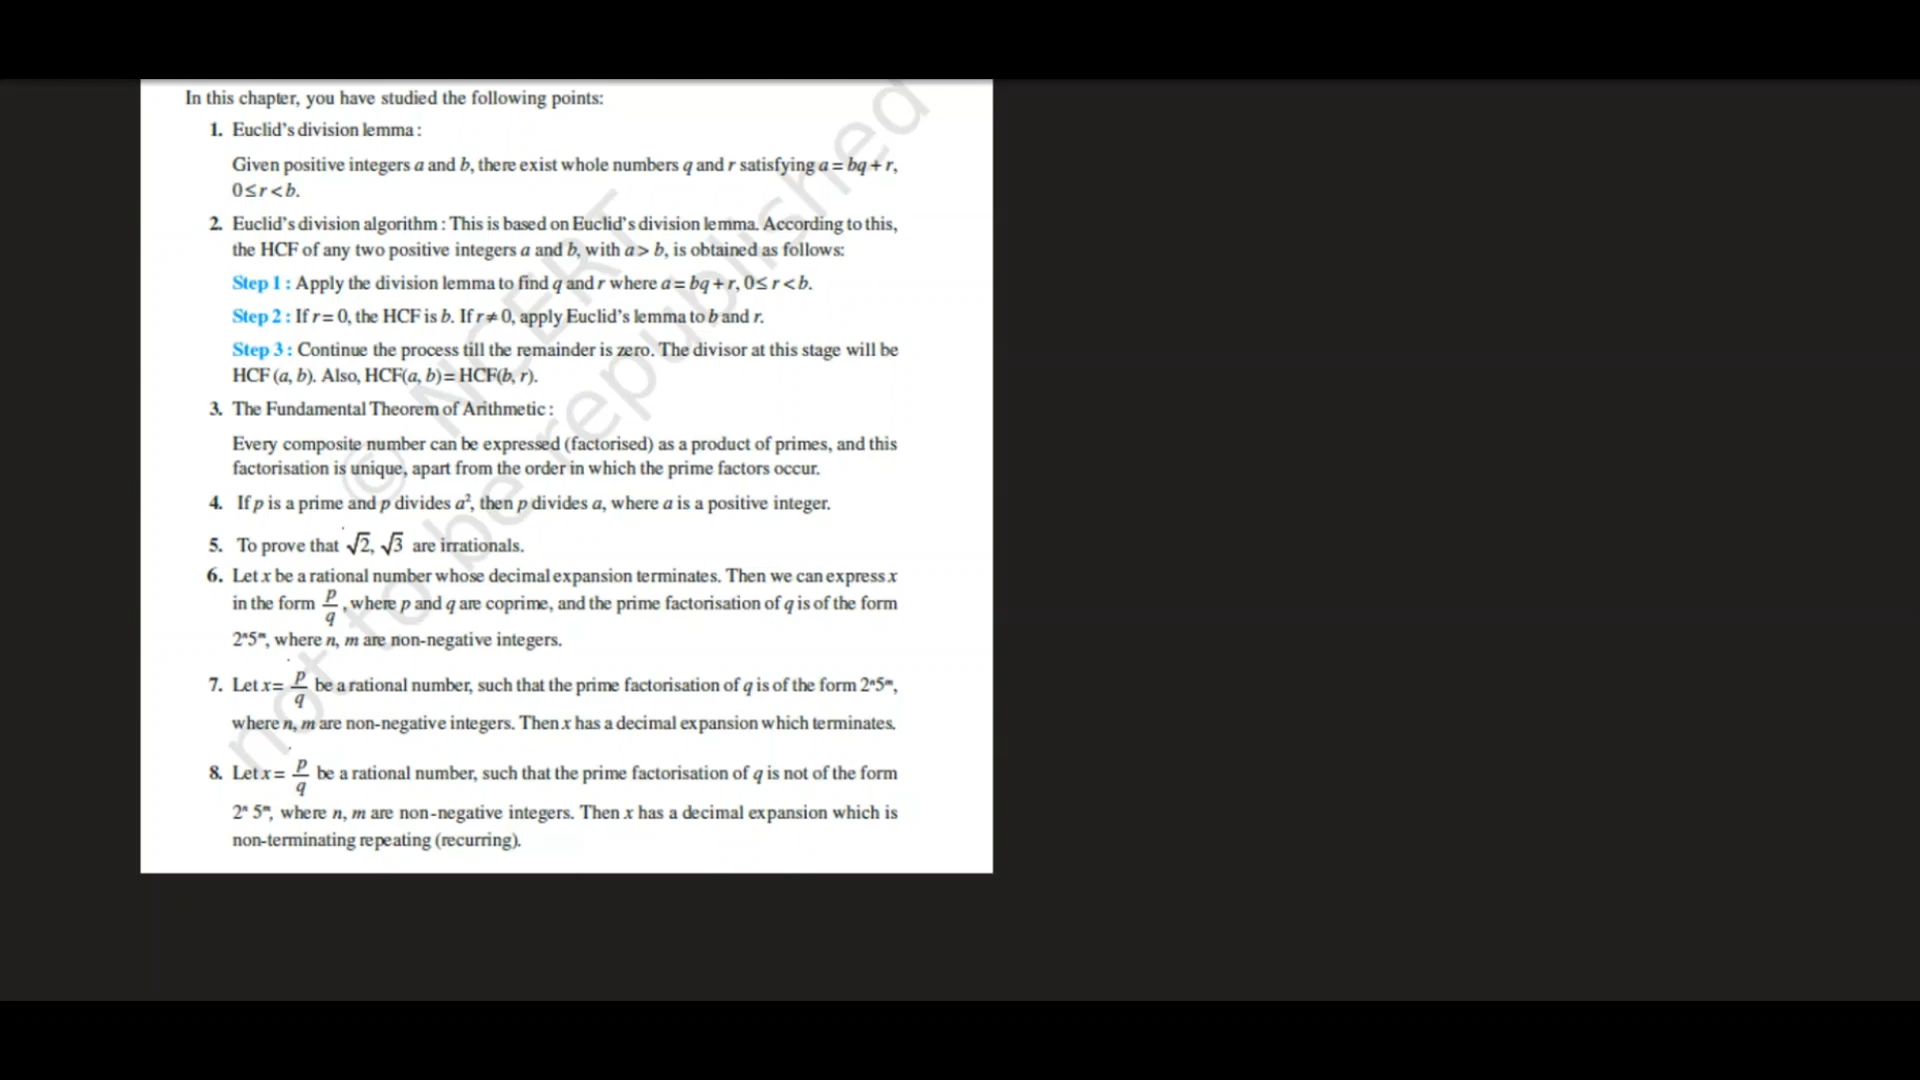 In this chapter, you have studied the following points:
1. Euclid's division lemma :
Given positive integers a and b, there exist whole numbers q and r satisfying a = bq + r,
0 ≤ r < b.
2. Euclid's division algorithm : This is based on Euclid's division lemma. According to this,
the HCF of any two positive integers a and b, with a > b, is obtained as follows:
Step 1 : Apply the division lemma to find q and r where a = bq + r, 0 ≤ r < b.
Step 2 : If r = 0, the HCF is b. If r ≠ 0, apply Euclid's lemma to b and r.
Step 3 : Continue the process till the remainder is zero. The divisor at this stage will be
HCF (a, b). Also, HCF(a, b) = HCF(b, r).
3. The Fundamental Theorem of Arithmetic :
Every composite number can be expressed (factorised) as a product of primes, and this
factorisation is unique, apart from the order in which the prime factors occur.
4. If p is a prime and p divides a², then p divides a, where a is a positive integer.
5. To prove that √2, √3 are irrationals.
6. Let x be a rational number whose decimal expansion terminates. Then we can express x
in the form p/q, where p and q are coprime, and the prime factorisation of q is of the form
2ⁿ5ᵐ, where n, m are non-negative integers.
7. Let x = p/q be a rational number, such that the prime factorisation of q is of the form 2ⁿ5ᵐ,
where n, m are non-negative integers. Then x has a decimal expansion which terminates.
8. Let x = p/q be a rational number, such that the prime factorisation of q is not of the form
2ⁿ 5ᵐ, where n, m are non-negative integers. Then x has a decimal expansion which is
non-terminating repeating (recurring).
© NCERT
not to be republished